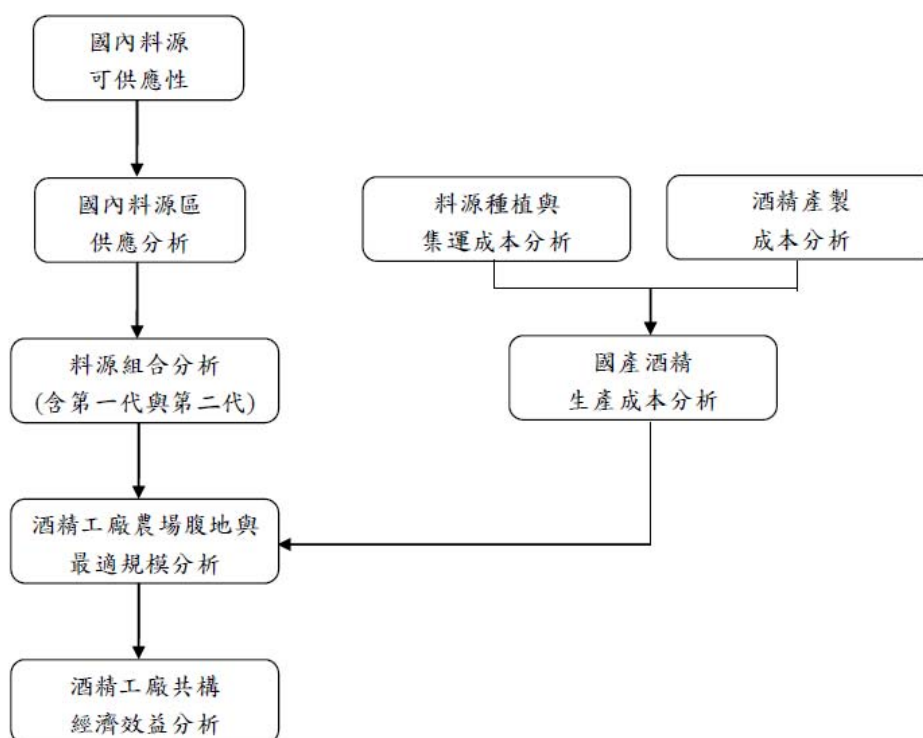 國內料源
可供應性
國內料源區
供應分析
料源種植與
集運成本分析
酒精產製
成本分析
料源組合分析
(含第一代與第二代)
國產酒精
生產成本分析
酒精工廠農場腹地與
最適規模分析
酒精工廠共構
經濟效益分析